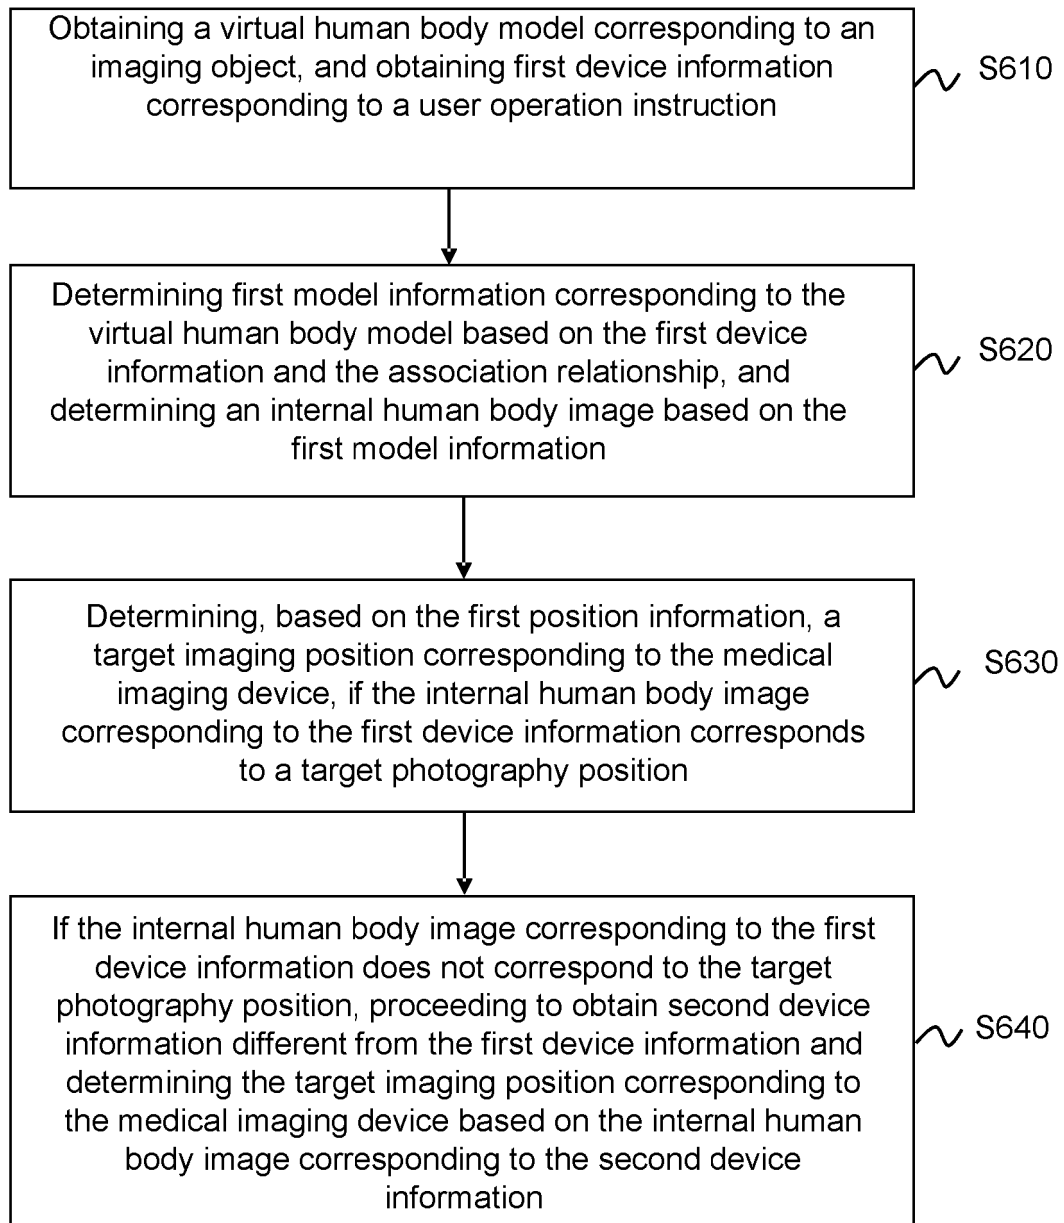 Obtaining a virtual human body model corresponding to an
imaging object, and obtaining first device information
corresponding to a user operation instruction
S610
Determining first model information corresponding to the
virtual human body model based on the first device
information and the association relationship, and
determining an internal human body image based on the
first model information
S620
Determining, based on the first position information, a
target imaging position corresponding to the medical
imaging device, if the internal human body image
corresponding to the first device information corresponds
to a target photography position
S630
If the internal human body image corresponding to the first
device information does not correspond to the target
photography position, proceeding to obtain second device
information different from the first device information and
determining the target imaging position corresponding to
the medical imaging device based on the internal human
body image corresponding to the second device
information
S640